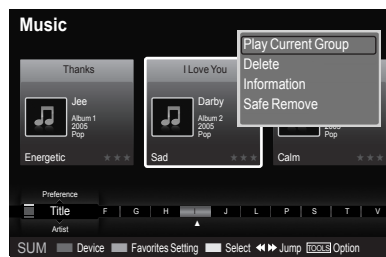 Music
Play Current Group
Delete
Information
Safe Remove
Thanks
I Love You
Jee
Album 1
2005
Pop
Darby
Album 2
2005
Pop
2005
Pop
Energetic
Sad
Calm
Preference
Title F G H I J L P S T V
Artist
SUM Device Favorites Setting Select Jump TOOLS Option